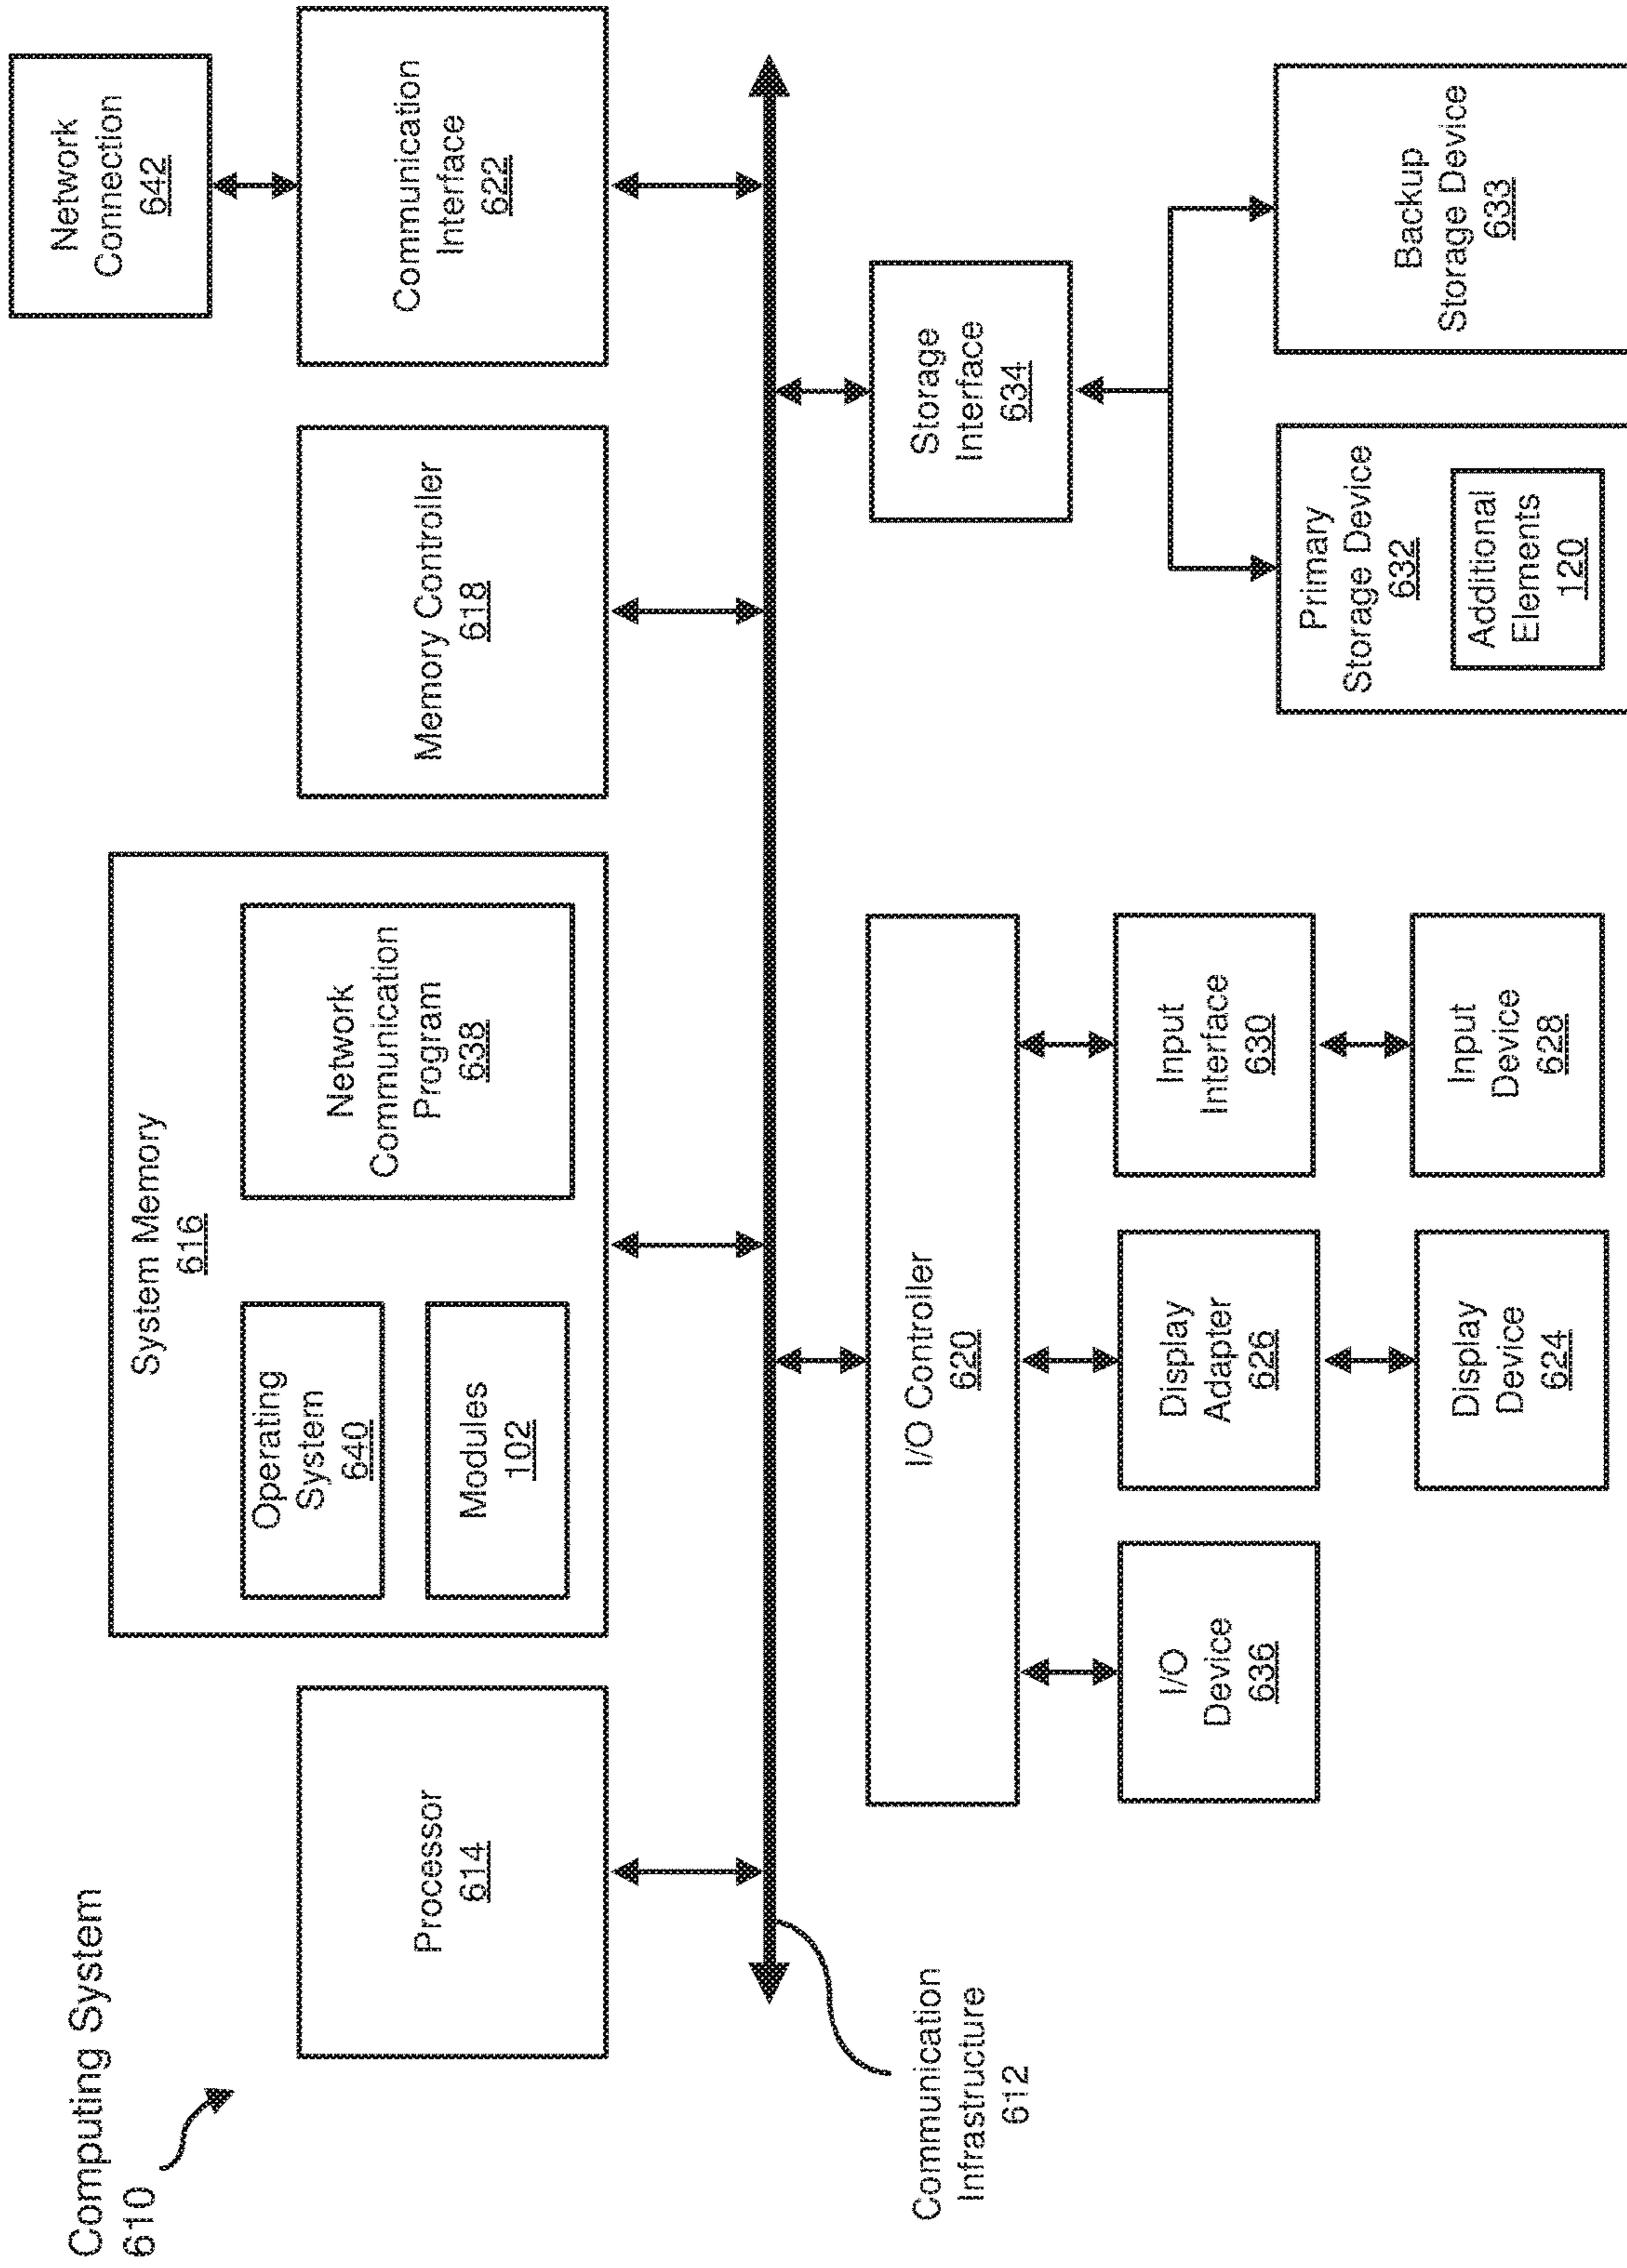 Computing System
610
Processor
614
System Memory
616
Operating
System
640
Modules
102
Network
Communication
Program
638
Memory Controller
618
Communication
Interface
622
Network
Connection
642
Communication
Infrastructure
612
I/O Controller
620
I/O
Device
636
Display
Adapter
626
Display
Device
624
Input
Interface
630
Input
Device
628
Storage
Interface
634
Primary
Storage Device
632
Additional
Elements
120
Backup
Storage Device
633